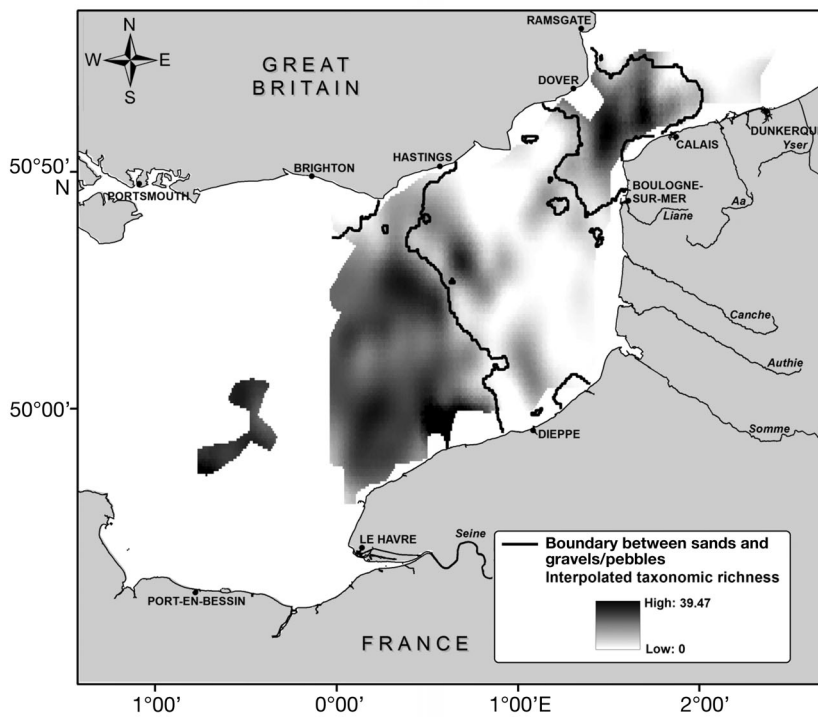 N
W E
S
GREAT
BRITAIN
RAMSGATE
DOVER
DUNKERQU
CALAIS
Yser
50°50'
N
HASTINGS
BRIGHTON
PORTSMOUTH
BOULOGNE-
SUR-MER
Liane
Aa
Canche
Authie
50°00'
Somme
DIEPPE
LE HAVRE
Seine
PORT-EN-BESSIN
FRANCE
Boundary between sands and
gravels/pebbles
Interpolated taxonomic richness
High: 39.47
Low: 0
1°00' 0°00' 1°00'E 2°00'